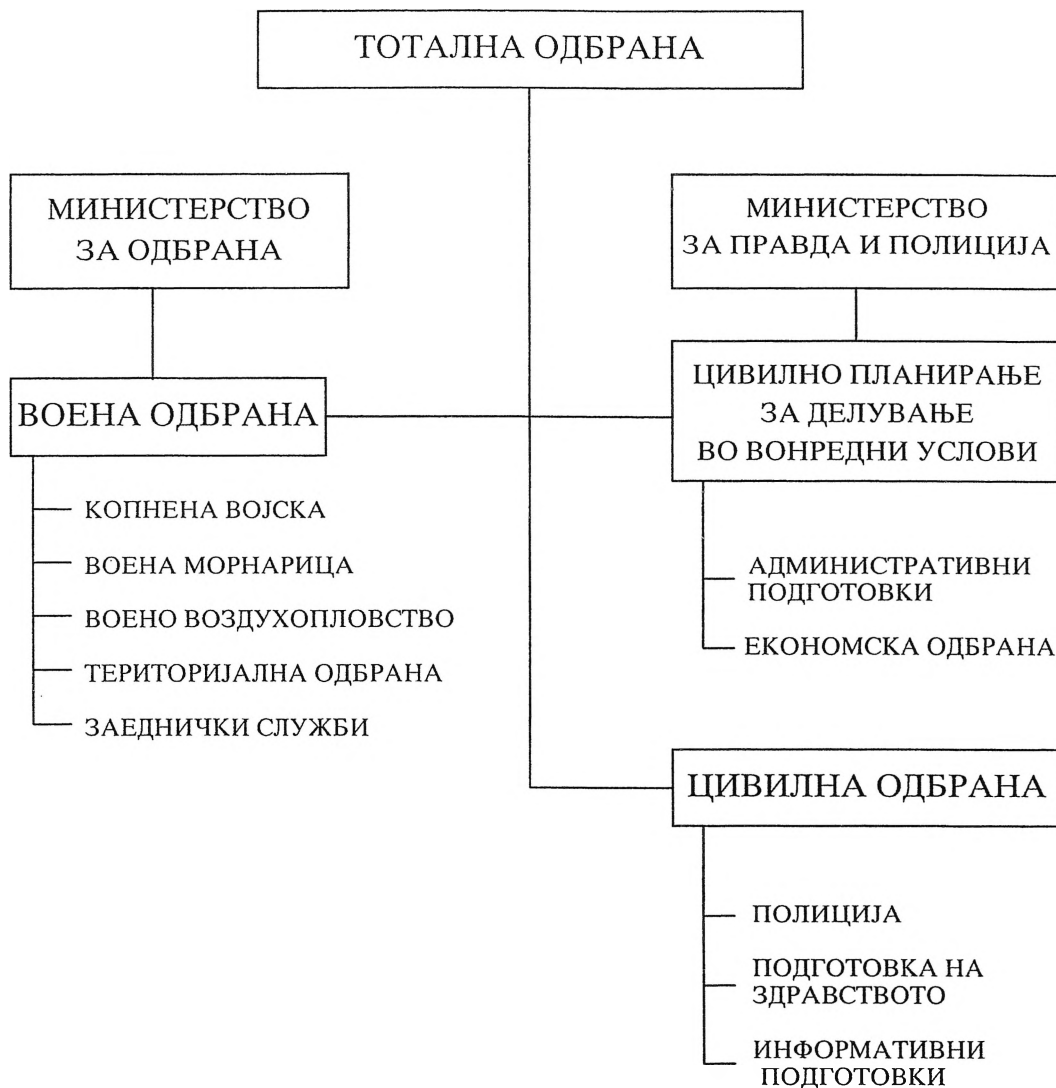 ТОТАЛНА ОДБРАНА
МИНИСТЕРСТВО
ЗА ОДБРАНА
ВОЕНА ОДБРАНА
КОПНЕНА ВОЈСКА
ВОЕНА МОРНАРИЦА
ВОЕНО ВОЗДУХОПЛОВСТВО
ТЕРИТОРИЈАЛНА ОДБРАНА
ЗАЕДНИЧКИ СЛУЖБИ
МИНИСТЕРСТВО
ЗА ПРАВДА И ПОЛИЦИЈА
ЦИВИЛНО ПЛАНИРАЊЕ
ЗА ДЕЛУВАЊЕ
ВО ВОНРЕДНИ УСЛОВИ
АДМИНИСТРАТИВНИ
ПОДГОТОВКИ
ЕКОНОМСКА ОДБРАНА
ЦИВИЛНА ОДБРАНА
ПОЛИЦИЈА
ПОДГОТОВКА НА
ЗДРАВСТВОТО
ИНФОРМАТИВНИ
ПОДГОТОВКИ